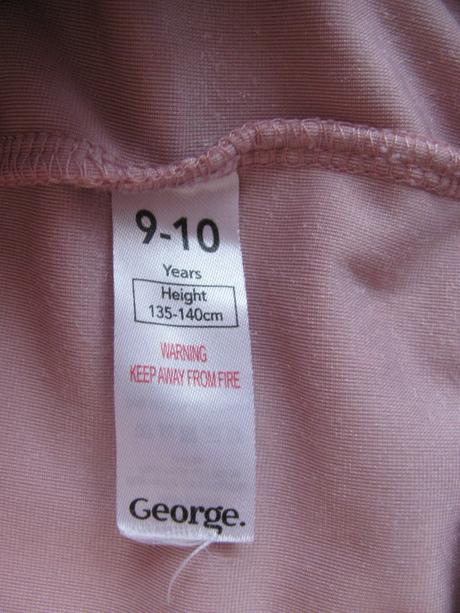 9-10
Years
Height
135-140cm
WARNING
KEEP AWAY FROM FIRE
George.